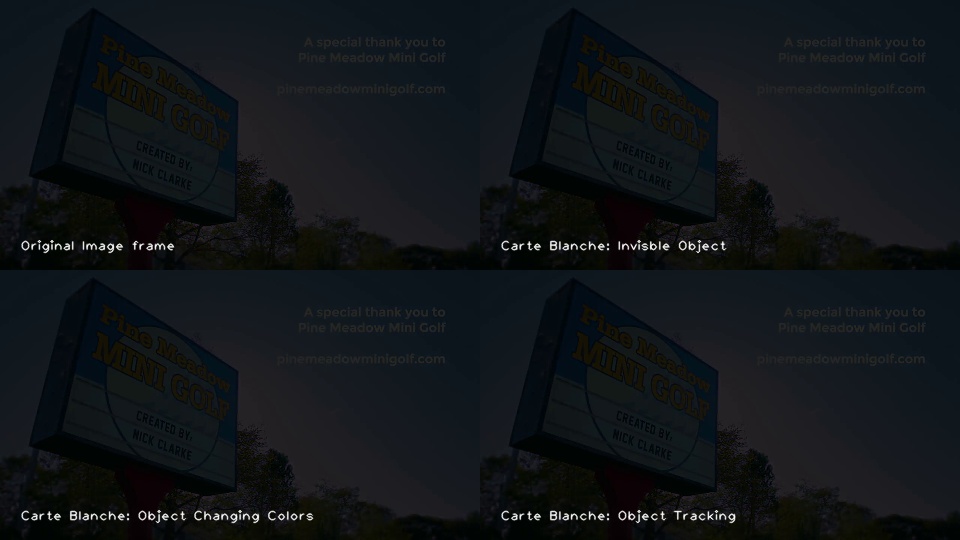 A special thank you to
Pine Meadow Mini Golf
pinemeadowminigolf.com
Pine Meadow
MINI GOLF
CREATED BY:
NICK CLARKE
Original Image frame
A special thank you to
Pine Meadow Mini Golf
pinemeadowminigolf.com
Pine Meadow
MINI GOLF
CREATED BY:
NICK CLARKE
Carte Blanche: Invisble Object
A special thank you to
Pine Meadow Mini Golf
pinemeadowminigolf.com
Pine Meadow
MINI GOLF
CREATED BY:
NICK CLARKE
Carte Blanche: Object Changing Colors
A special thank you to
Pine Meadow Mini Golf
pinemeadowminigolf.com
Pine Meadow
MINI GOLF
CREATED BY:
NICK CLARKE
Carte Blanche: Object Tracking